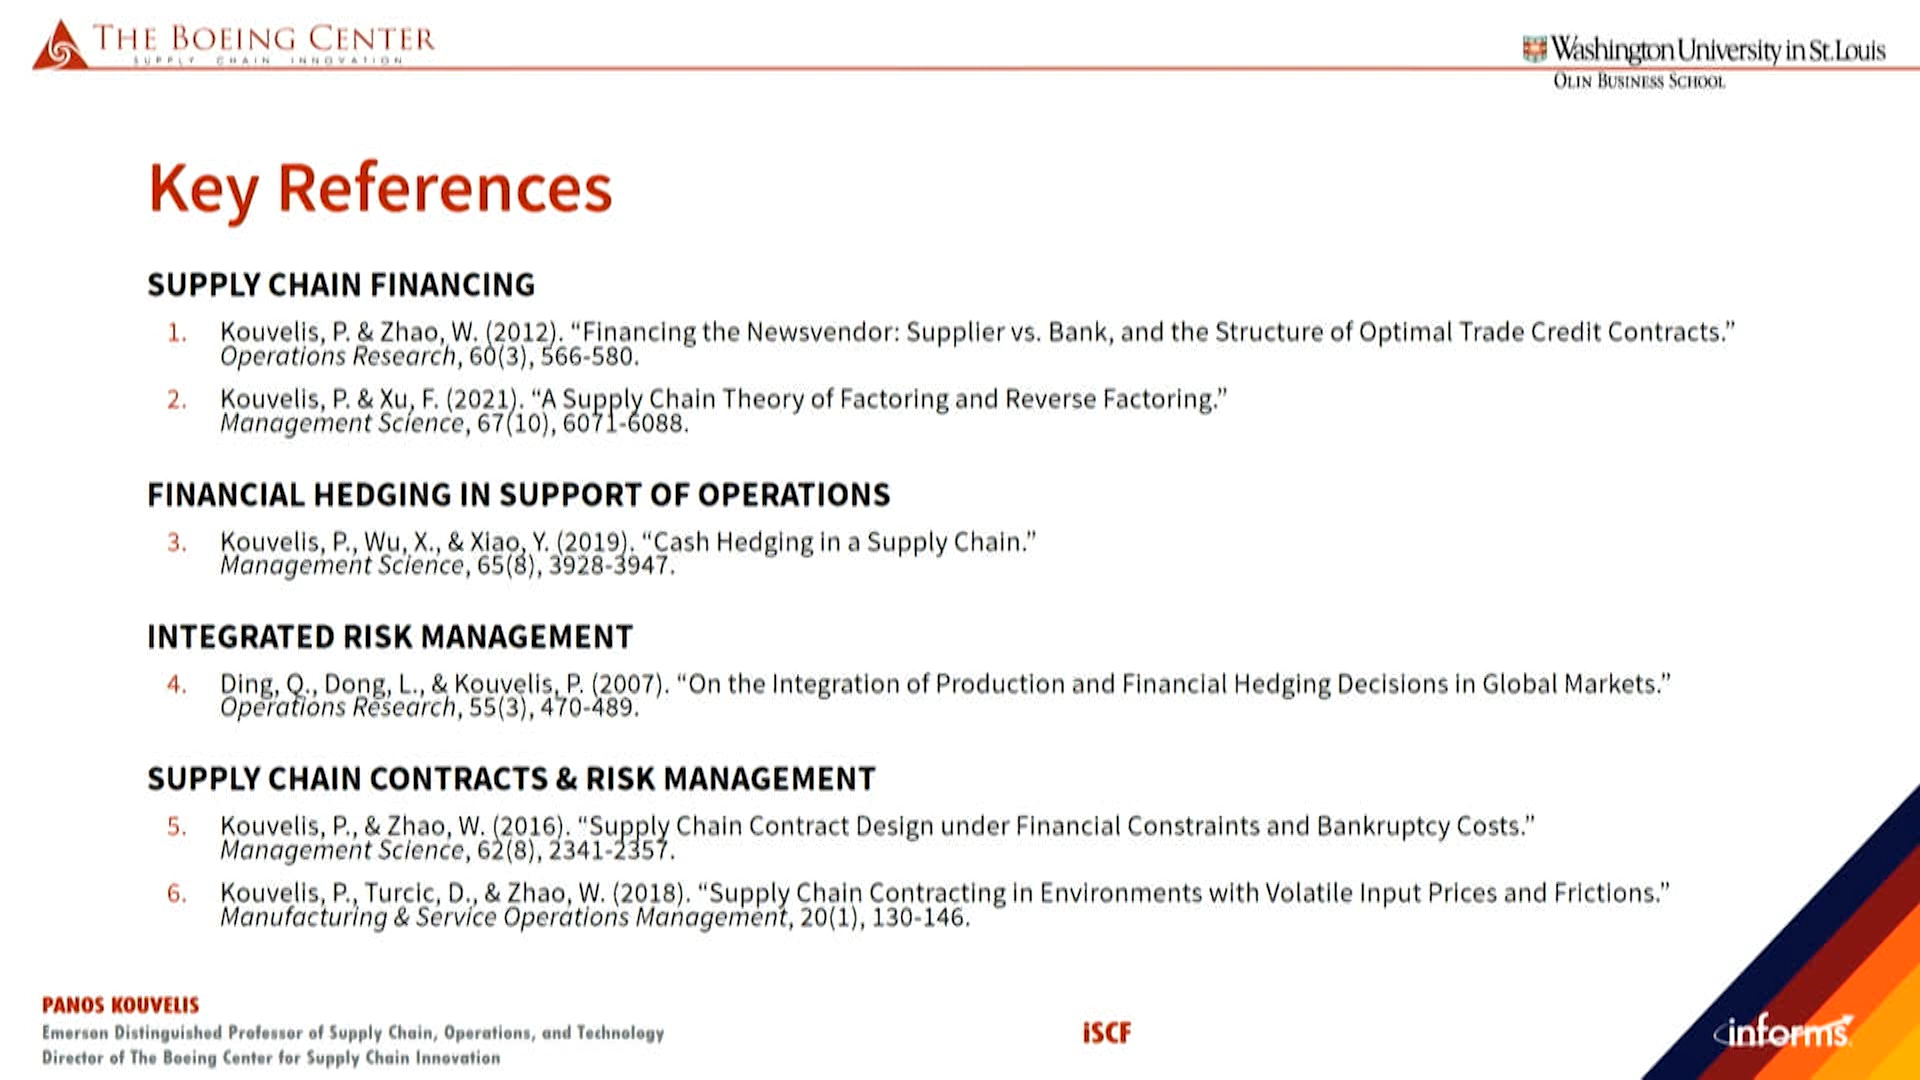 THE BOEING CENTER
SUPPLY CHAIN INNOVATION
Washington University in St. Louis
OLIN BUSINESS SCHOOL
Key References
SUPPLY CHAIN FINANCING
1. Kouvelis, P. & Zhao, W. (2012). “Financing the Newsvendor: Supplier vs. Bank, and the Structure of Optimal Trade Credit Contracts.”
Operations Research, 60(3), 566-580.
2. Kouvelis, P. & Xu, F. (2021). “A Supply Chain Theory of Factoring and Reverse Factoring.”
Management Science, 67(10), 6071-6088.
FINANCIAL HEDGING IN SUPPORT OF OPERATIONS
3. Kouvelis, P., Wu, X., & Xiao, Y. (2019). “Cash Hedging in a Supply Chain.”
Management Science, 65(8), 3928-3947.
INTEGRATED RISK MANAGEMENT
4. Ding, Q., Dong, L., & Kouvelis, P. (2007). “On the Integration of Production and Financial Hedging Decisions in Global Markets.”
Operations Research, 55(3), 470-489.
SUPPLY CHAIN CONTRACTS & RISK MANAGEMENT
5. Kouvelis, P., & Zhao, W. (2016). “Supply Chain Contract Design under Financial Constraints and Bankruptcy Costs.”
Management Science, 62(8), 2341-2357.
6. Kouvelis, P., Turcic, D., & Zhao, W. (2018). “Supply Chain Contracting in Environments with Volatile Input Prices and Frictions.”
Manufacturing & Service Operations Management, 20(1), 130-146.
PANOS KOUVELIS
Emerson Distinguished Professor of Supply Chain, Operations, and Technology
Director of The Boeing Center for Supply Chain Innovation
iSCF
informs